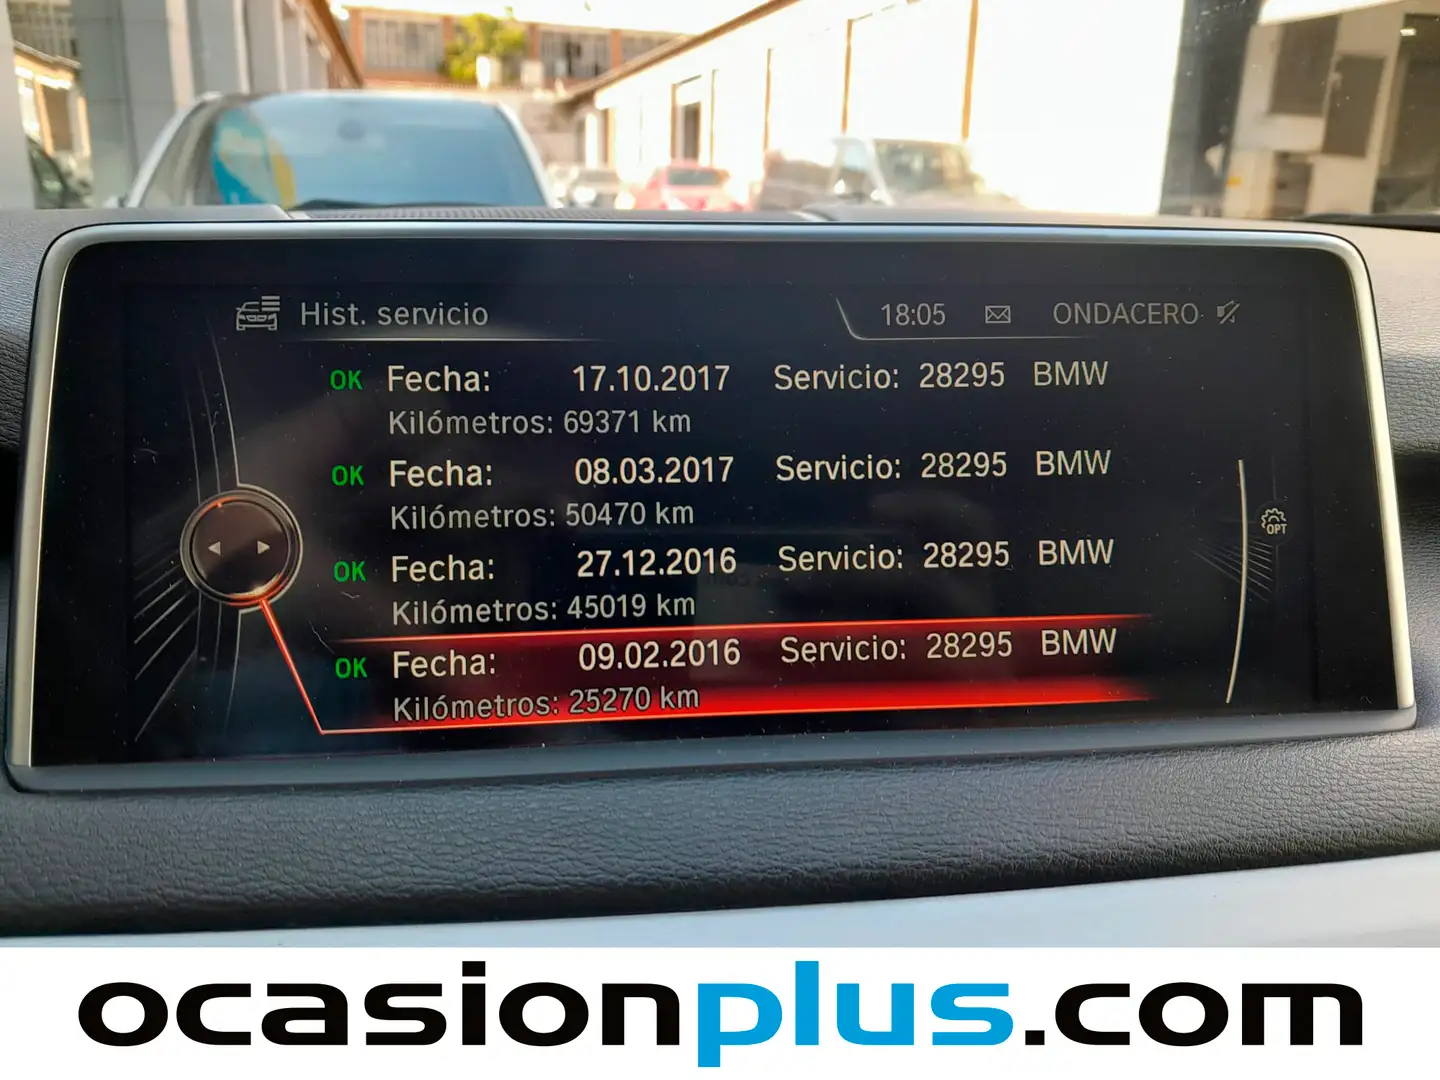 Hist. servicio 18:05 ONDACERO
OK Fecha: 17.10.2017 Servicio: 28295 BMW
Kilómetros: 69371 km
OK Fecha: 08.03.2017 Servicio: 28295 BMW
Kilómetros: 50470 km
OK Fecha: 27.12.2016 Servicio: 28295 BMW
Kilómetros: 45019 km
OPT
OK Fecha: 09.02.2016 Servicio: 28295 BMW
Kilómetros: 25270 km
ocasionplus.com